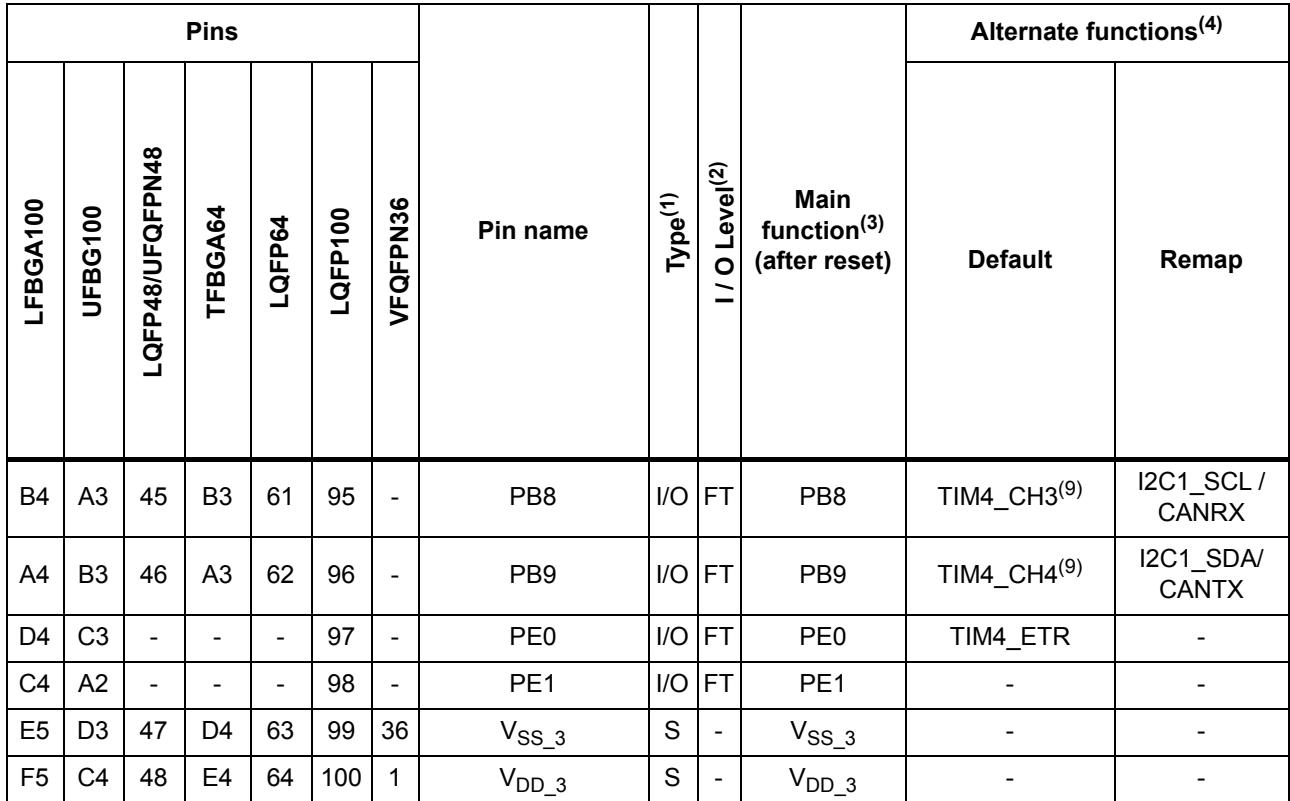 Pins
Alternate functions(4)
LFBGA100
UFBG100
LQFP48/UFQFPN48
TFBGA64
LQFP64
LQFP100
VFQFPN36
Pin name
Type(1)
I / O Level(2)
Main
function(3)
(after reset)
Default
Remap
B4 A3 45 B3 61 95 - PB8 I/O FT PB8 TIM4_CH3(9) I2C1_SCL /
CANRX
A4 B3 46 A3 62 96 - PB9 I/O FT PB9 TIM4_CH4(9) I2C1_SDA/
CANTX
D4 C3 - - - 97 - PE0 I/O FT PE0 TIM4_ETR -
C4 A2 - - - 98 - PE1 I/O FT PE1 - -
E5 D3 47 D4 63 99 36 VSS_3 S - VSS_3 - -
F5 C4 48 E4 64 100 1 VDD_3 S - VDD_3 - -